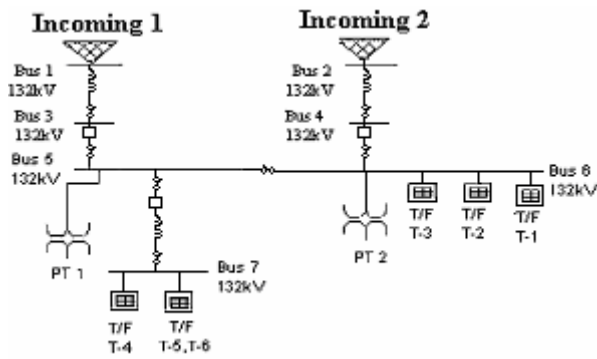 Incoming 1
Incoming 2
Bus 1
132kV
Bus 2
132kV
Bus 3
132kV
Bus 4
132kV
Bus 5
132kV
Bus 6
132kV
PT 1
PT 2
T/F
T-3
T/F
T-2
T/F
T-1
Bus 7
132kV
T/F
T-4
T/F
T-5,T-6